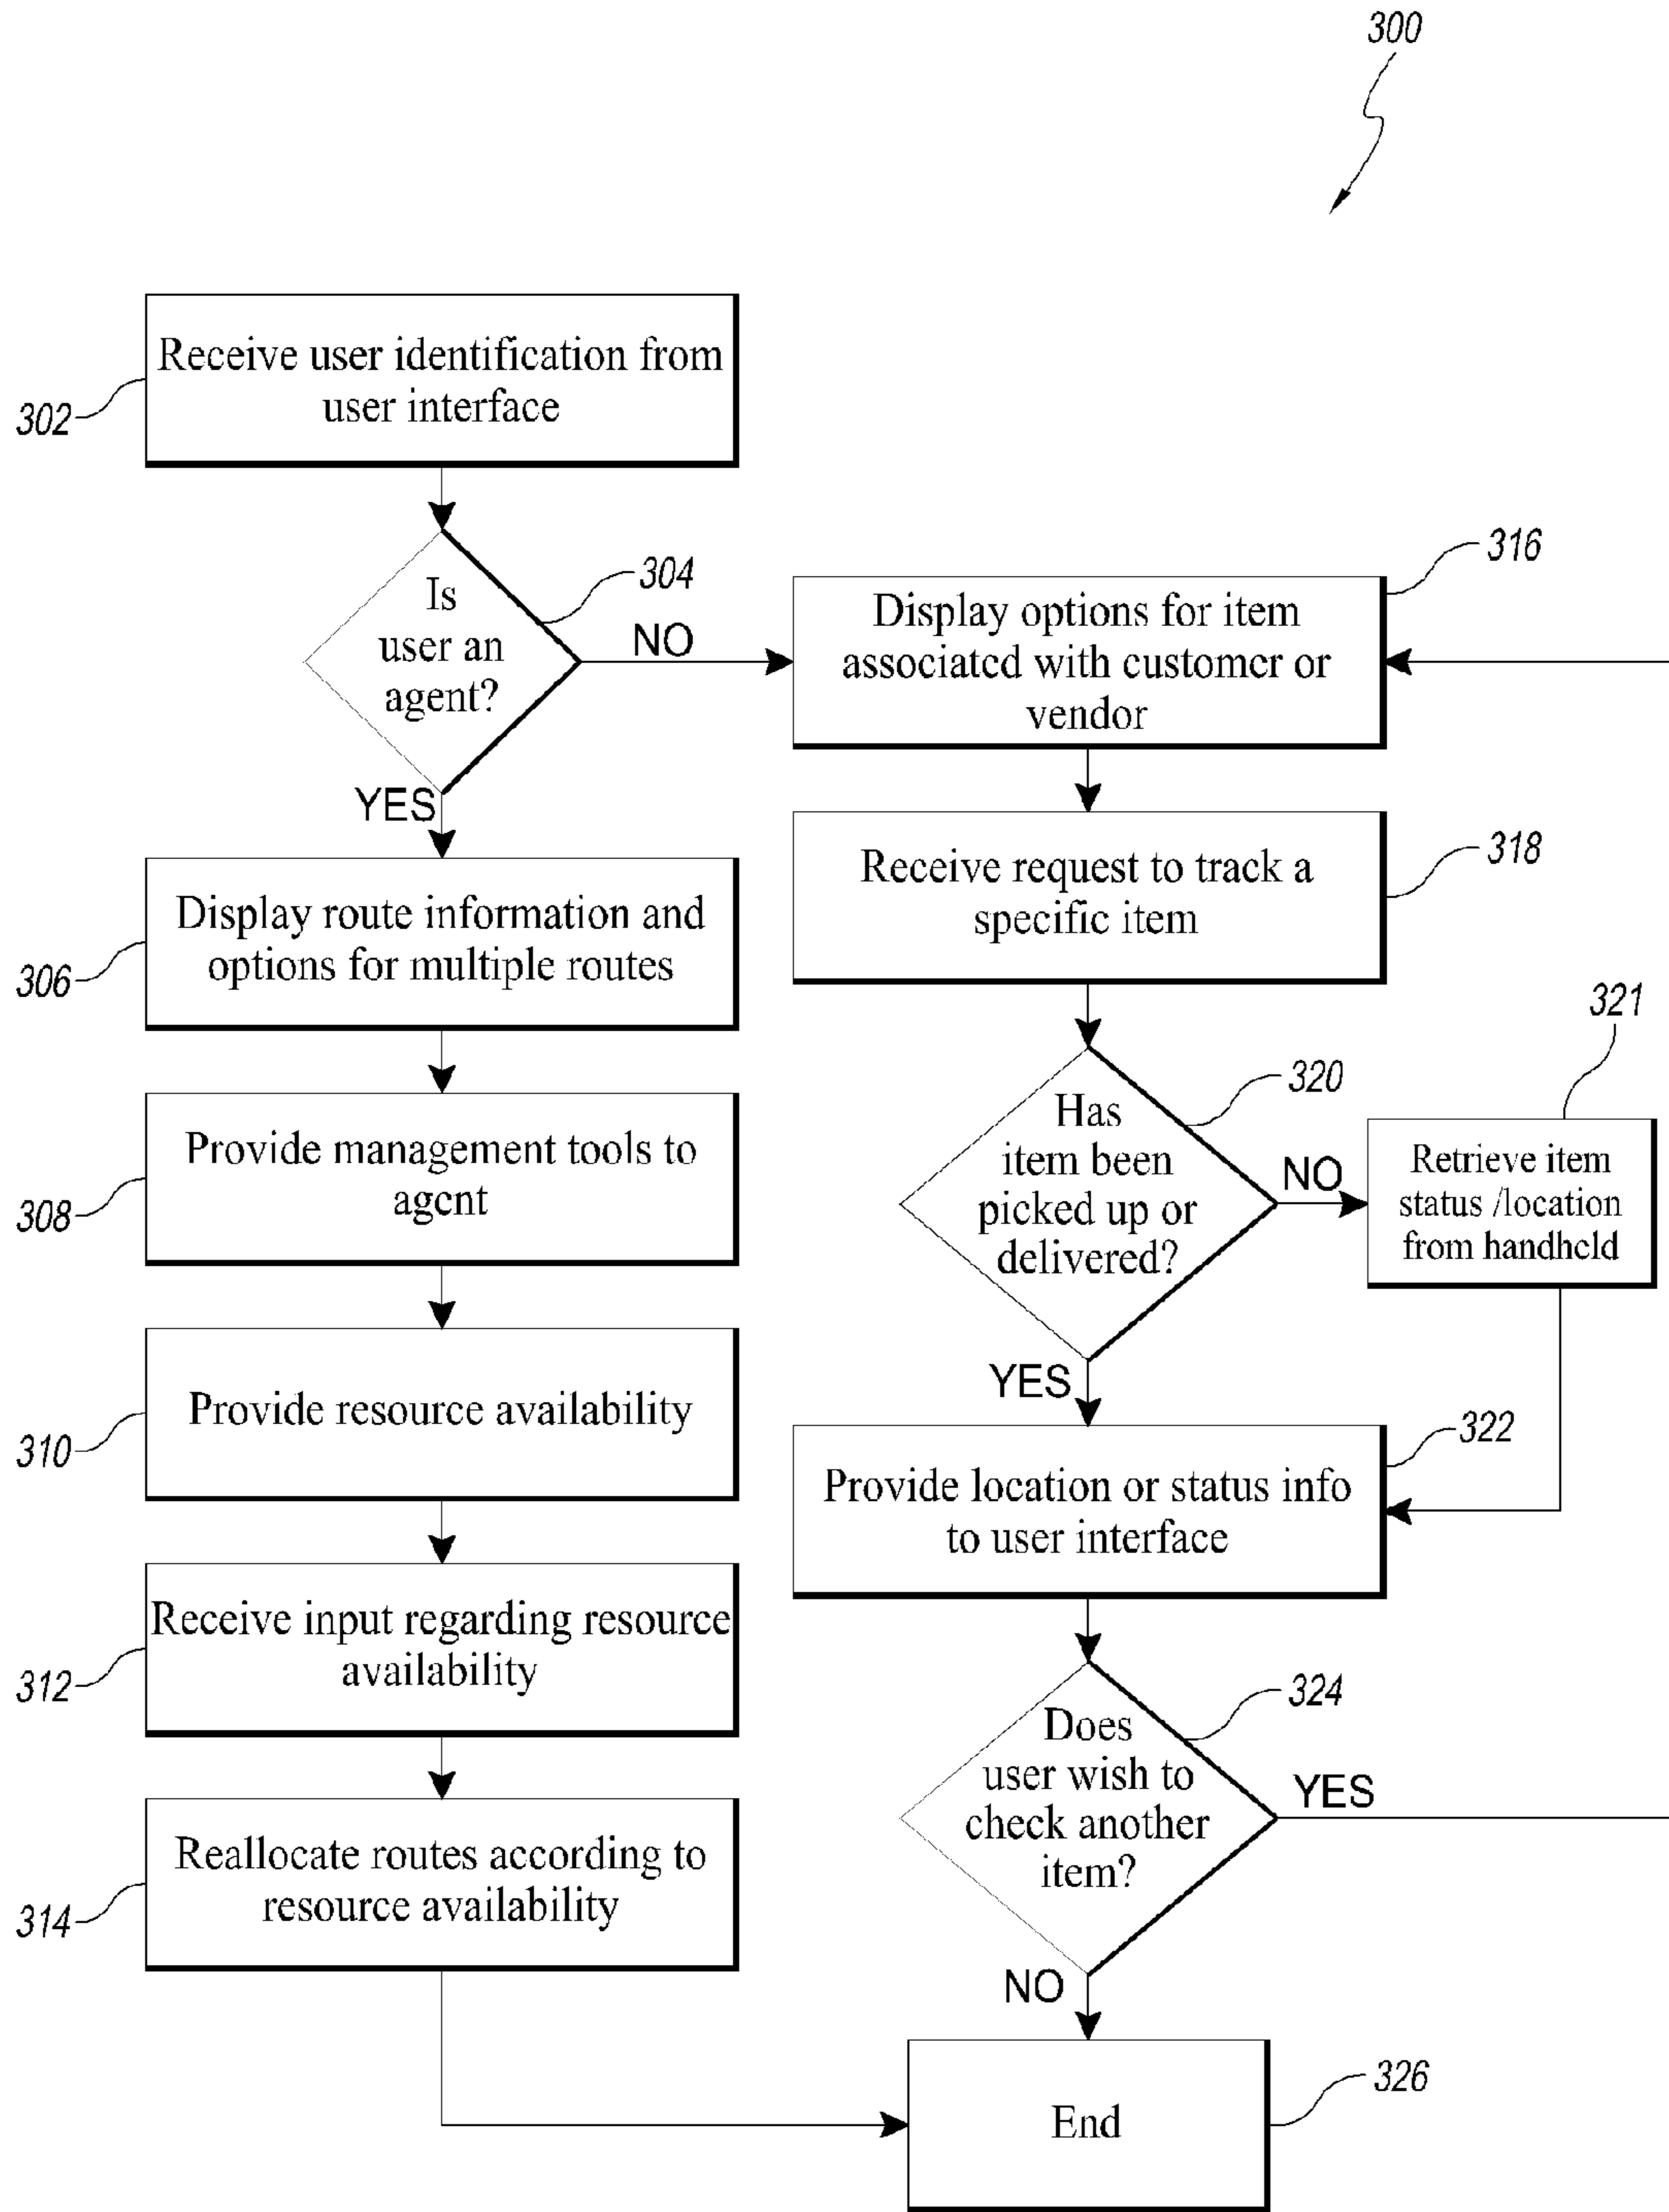 300
Receive user identification from
user interface
302
Is
user an
agent?
304
NO
YES
Display route information and
options for multiple routes
306
Provide management tools to
agent
308
Provide resource availability
310
Receive input regarding resource
availability
312
Reallocate routes according to
resource availability
314
316
Display options for item
associated with customer or
vendor
318
Receive request to track a
specific item
320
Has
item been
picked up or
delivered?
NO
YES
321
Retrieve item
status /location
from handheld
322
Provide location or status info
to user interface
324
Does
user wish to
check another
item?
YES
NO
326
End